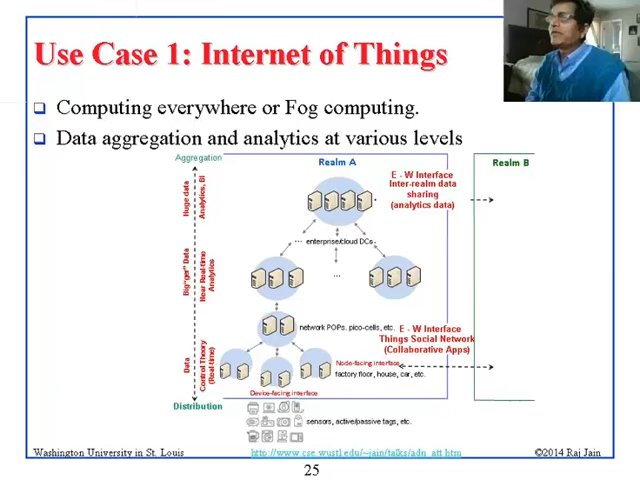 Use Case 1: Internet of Things
Computing everywhere or Fog computing.
Data aggregation and analytics at various levels
Aggregation
Realm A
Realm B
E - W Interface
Inter-realm data
sharing
(analytics data)
Huge data
Analytics, BI
... enterprise/cloud DCs.
Big"ger" Data
Near Real-time
Analytics
...
network POPs, pico-cells, etc.
E - W Interface
Things Social Network
(Collaborative Apps)
Data
Control Theory
(Real-time)
Node-facing interface
factory floor, house, car, etc.
Device-facing interface
Distribution
sensors, active/passive tags, etc.
Washington University in St. Louis
http://www.cse.wustl.edu/~jain/talks/adn_att.htm
©2014 Raj Jain
25